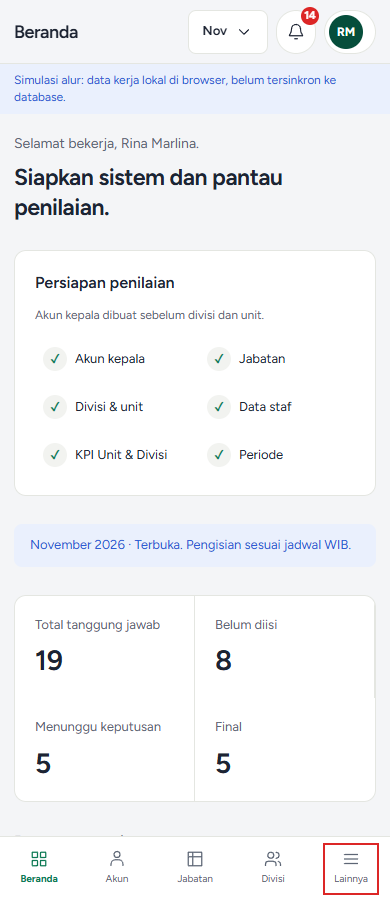 Beranda
Nov
14
RM
Simulasi alur: data kerja lokal di browser, belum tersinkron ke
database.
Selamat bekerja, Rina Marlina.
Siapkan sistem dan pantau
penilaian.
Persiapan penilaian
Akun kepala dibuat sebelum divisi dan unit.
Akun kepala
Jabatan
Divisi & unit
Data staf
KPI Unit & Divisi
Periode
November 2026 · Terbuka. Pengisian sesuai jadwal WIB.
Total tanggung jawab
Belum diisi
19
8
Menunggu keputusan
Final
5
5
Beranda
Akun
Jabatan
Divisi
Lainnya